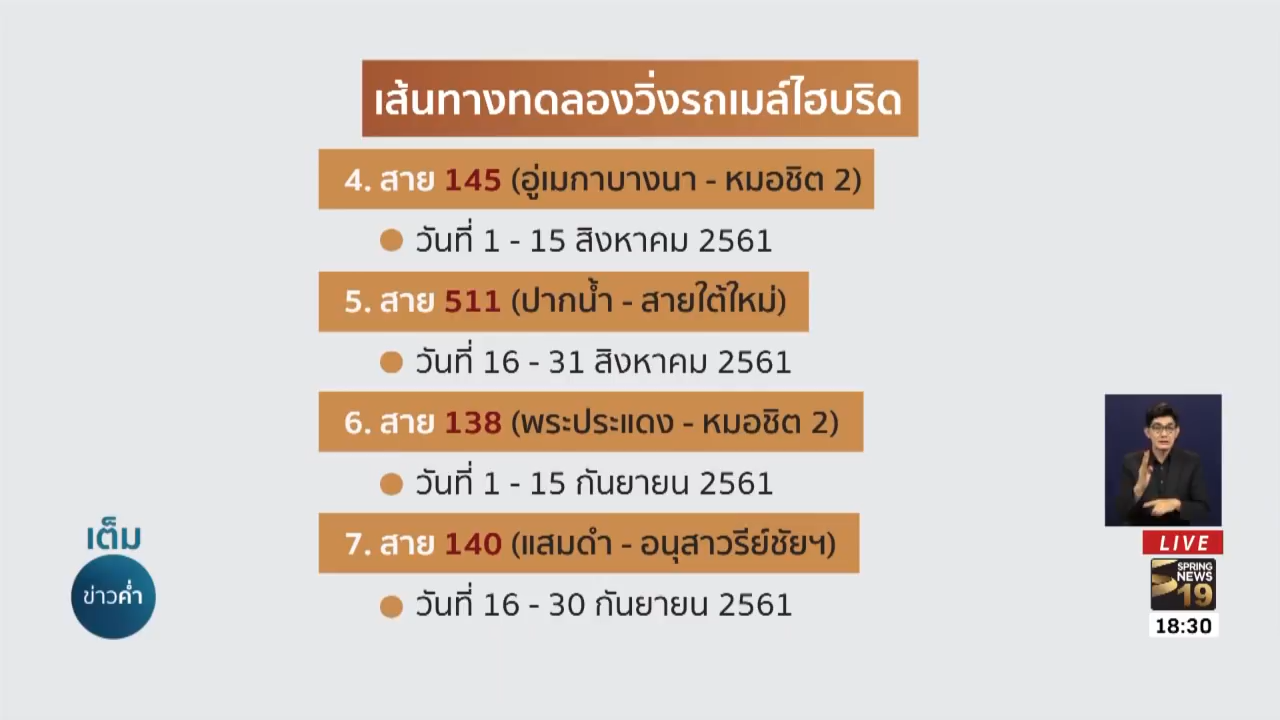 เส้นทางทดลองวิ่งรถเมล์ไฮบริด
4. สาย 145 (อู่เมกาบางนา - หมอชิต 2)
วันที่ 1 - 15 สิงหาคม 2561
5. สาย 511 (ปากน้ำ - สายใต้ใหม่)
วันที่ 16 - 31 สิงหาคม 2561
6. สาย 138 (พระประแดง - หมอชิต 2)
วันที่ 1 - 15 กันยายน 2561
7. สาย 140 (แสมดำ - อนุสาวรีย์ชัยฯ)
วันที่ 16 - 30 กันยายน 2561
เต็ม
ข่าวค่ำ
LIVE
SPRING
NEWS
19
18:30